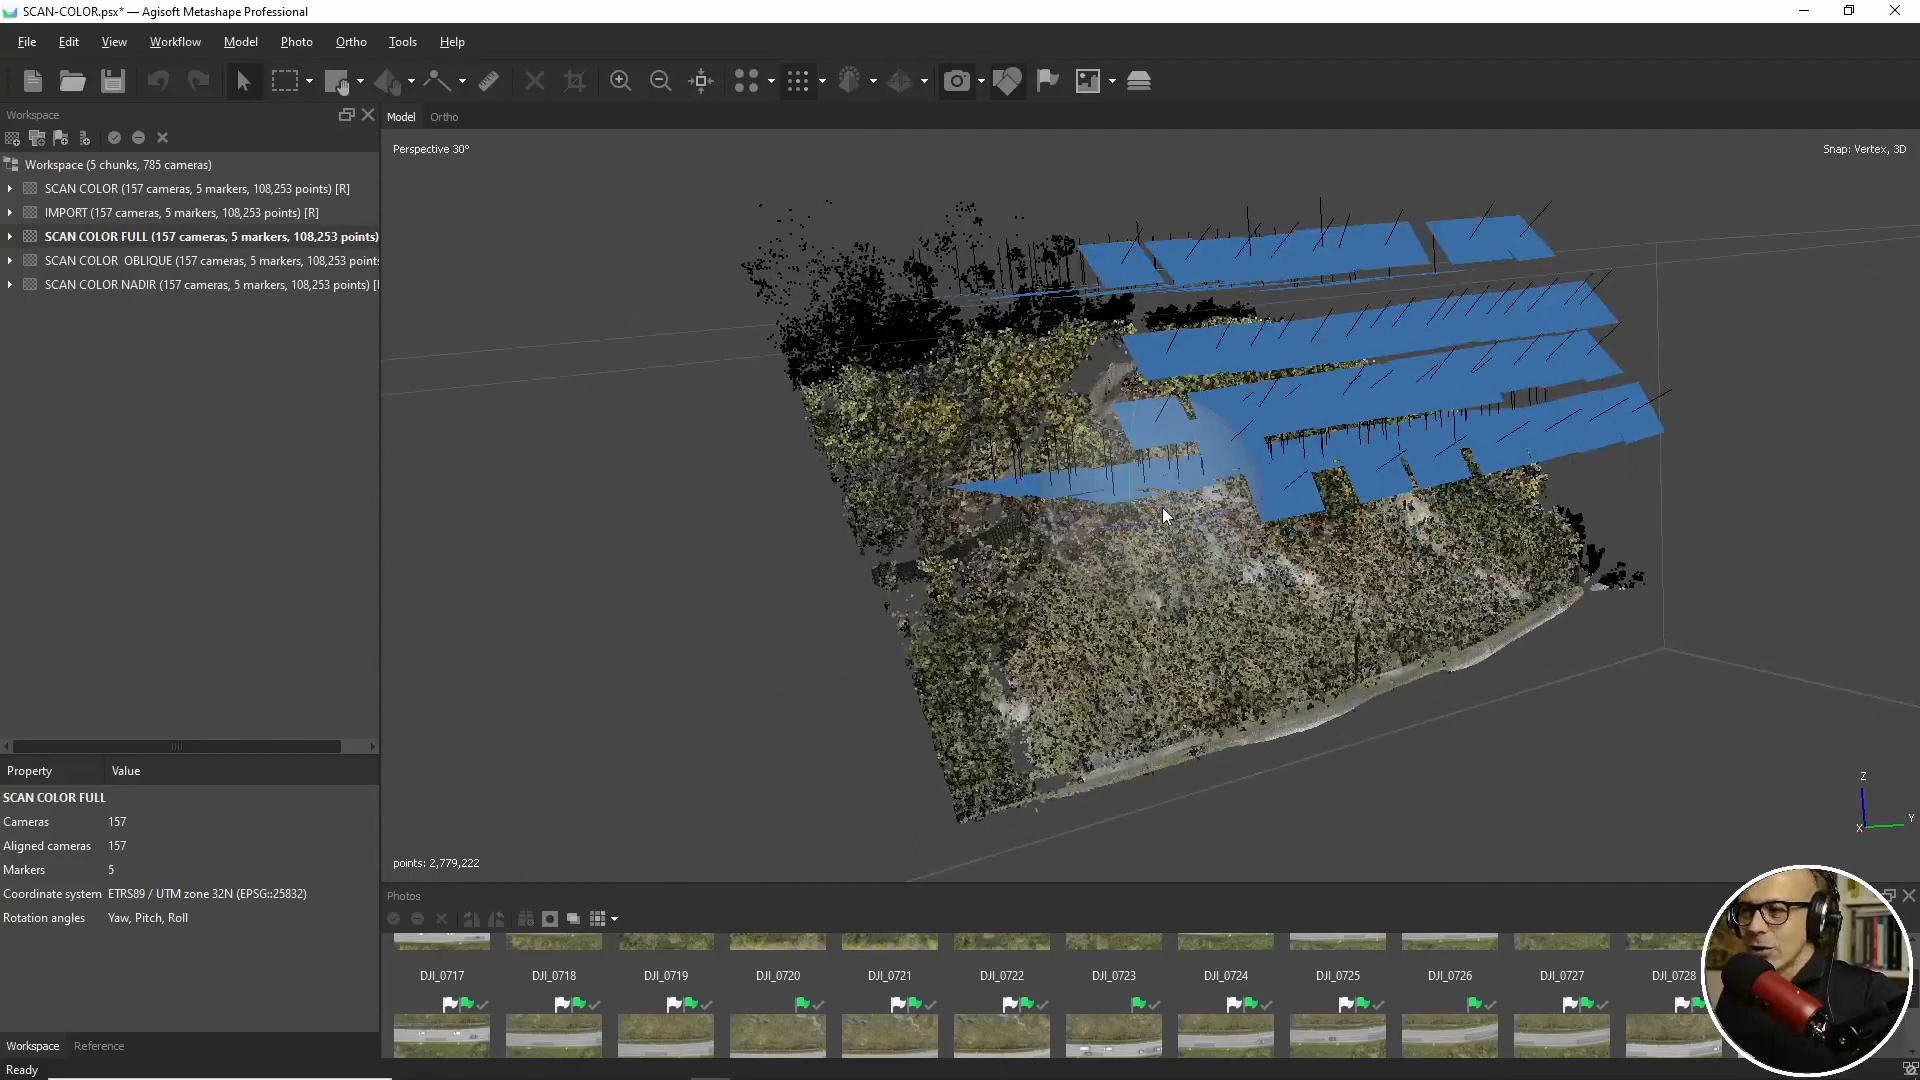 SCAN-COLOR.psx* — Agisoft Metashape Professional
File Edit View Workflow Model Photo Ortho Tools Help
Workspace
Model Ortho
Perspective 30°
Snap: Vertex, 3D
Workspace (5 chunks, 785 cameras)
SCAN COLOR (157 cameras, 5 markers, 108,253 points) [R]
IMPORT (157 cameras, 5 markers, 108,253 points) [R]
SCAN COLOR FULL (157 cameras, 5 markers, 108,253 points)
SCAN COLOR  OBLIQUE (157 cameras, 5 markers, 108,253 point
SCAN COLOR NADIR (157 cameras, 5 markers, 108,253 points) [
Property Value
SCAN COLOR FULL
Cameras 157
Aligned cameras 157
Markers 5
Coordinate system ETRS89 / UTM zone 32N (EPSG::25832)
Rotation angles Yaw, Pitch, Roll
Z
Y
X
points: 2,779,222
Photos
DJI_0717 DJI_0718 DJI_0719 DJI_0720 DJI_0721 DJI_0722 DJI_0723 DJI_0724 DJI_0725 DJI_0726 DJI_0727 DJI_0728
Workspace Reference
Ready